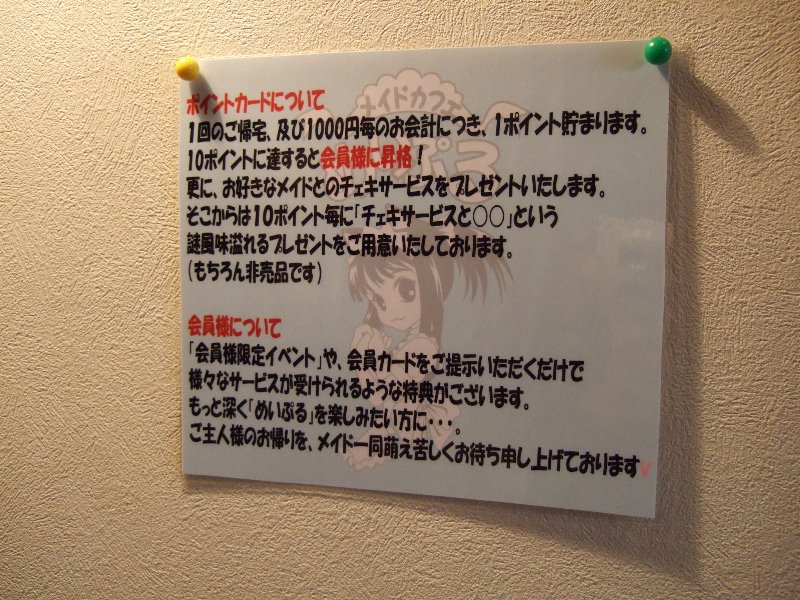 メイドカフェ
ポイントカードについて
1回のご帰宅、及び1000円毎のお会計につき、1ポイント貯まります。
10ポイントに達すると会員様に昇格!
更に、お好きなメイドとのチェキサービスをプレゼントいたします。
そこからは10ポイント毎に「チェキサービスと○○」という
謎風味溢れるプレゼントをご用意いたしております。
(もちろん非売品です)
会員様について
「会員様限定イベント」や、会員カードをご提示いただくだけで
様々なサービスが受けられるような特典がございます。
もっと深く「めいぷる」を楽しみたい方に・・・。
ご主人様のお帰りを、メイド一同萌え苦しくお待ち申し上げております♥